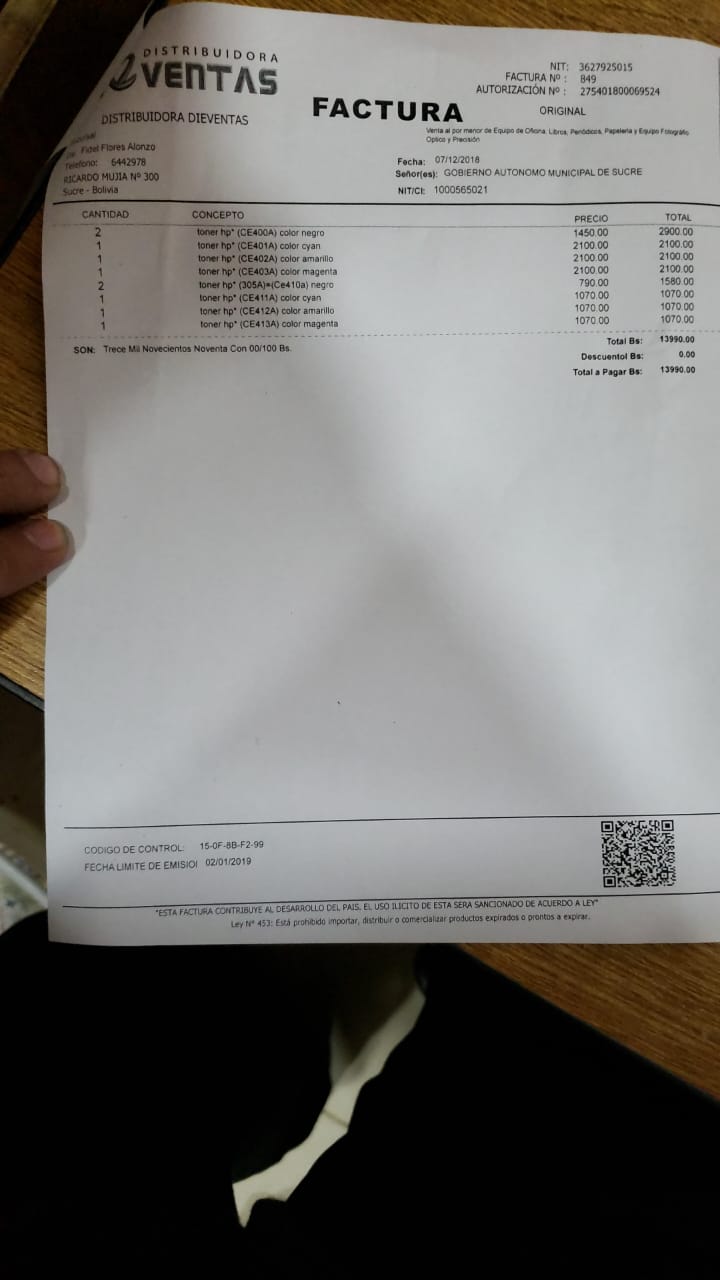 DISTRIBUIDORA
VENTAS
DISTRIBUIDORA DIEVENTAS
Fidel Flores Alonzo
Telefono: 6442978
RICARDO MUJIA Nº 300
Sucre - Bolivia
FACTURA
NIT: 3627925015
FACTURA Nº : 849
AUTORIZACIÓN Nº : 275401800069524
ORIGINAL
Venta al por menor de Equipo de Oficina, Libros, Periódicos, Papeleria y Equipo Fotográfio
Optico y Precisión
Fecha: 07/12/2018
Señor(es): GOBIERNO AUTONOMO MUNICIPAL DE SUCRE
NIT/CI: 1000565021
CANTIDAD CONCEPTO PRECIO TOTAL
2 toner hp* (CE400A) color negro 1450.00 2900.00
1 toner hp* (CE401A) color cyan 2100.00 2100.00
1 toner hp* (CE402A) color amarillo 2100.00 2100.00
1 toner hp* (CE403A) color magenta 2100.00 2100.00
2 toner hp* (305A)=(Ce410a) negro 790.00 1580.00
1 toner hp* (CE411A) color cyan 1070.00 1070.00
1 toner hp* (CE412A) color amarillo 1070.00 1070.00
1 toner hp* (CE413A) color magenta 1070.00 1070.00
SON: Trece Mil Novecientos Noventa Con 00/100 Bs.
Total Bs: 13990.00
Descuentol Bs: 0.00
Total a Pagar Bs: 13990.00
CODIGO DE CONTROL: 15-0F-8B-F2-99
FECHA LIMITE DE EMISIOI 02/01/2019
"ESTA FACTURA CONTRIBUYE AL DESARROLLO DEL PAIS. EL USO ILICITO DE ESTA SERA SANCIONADO DE ACUERDO A LEY"
Ley Nº 453: Está prohibido importar, distribuir o comercializar productos expirados o prontos a expirar.